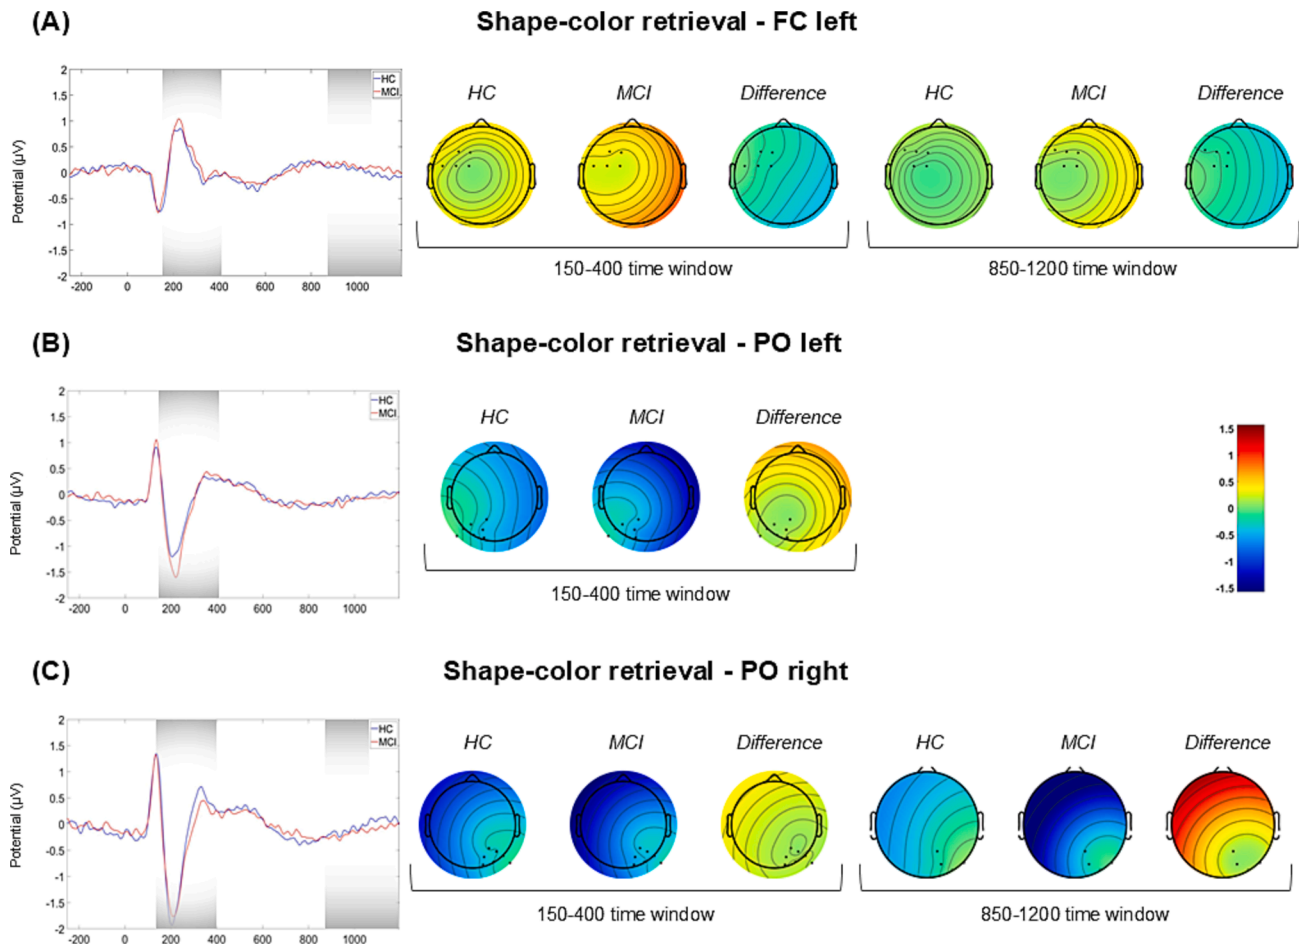 (A)
Shape-color retrieval - FC left
2
1.5
1
0.5
0
-0.5
-1
-1.5
-2
Potential (µV)
HC
MCI
-200 0 200 400 600 800 1000
HC MCI Difference HC MCI Difference
150-400 time window 850-1200 time window
(B)
Shape-color retrieval - PO left
2
1.5
1
0.5
0
-0.5
-1
-1.5
-2
Potential (µV)
HC
MCI
-200 0 200 400 600 800 1000
HC MCI Difference
150-400 time window
1.5
1
0.5
0
-0.5
-1
-1.5
(C)
Shape-color retrieval - PO right
2
1.5
1
0.5
0
-0.5
-1
-1.5
-2
Potential (µV)
HC
MCI
-200 0 200 400 600 800 1000
HC MCI Difference HC MCI Difference
150-400 time window 850-1200 time window